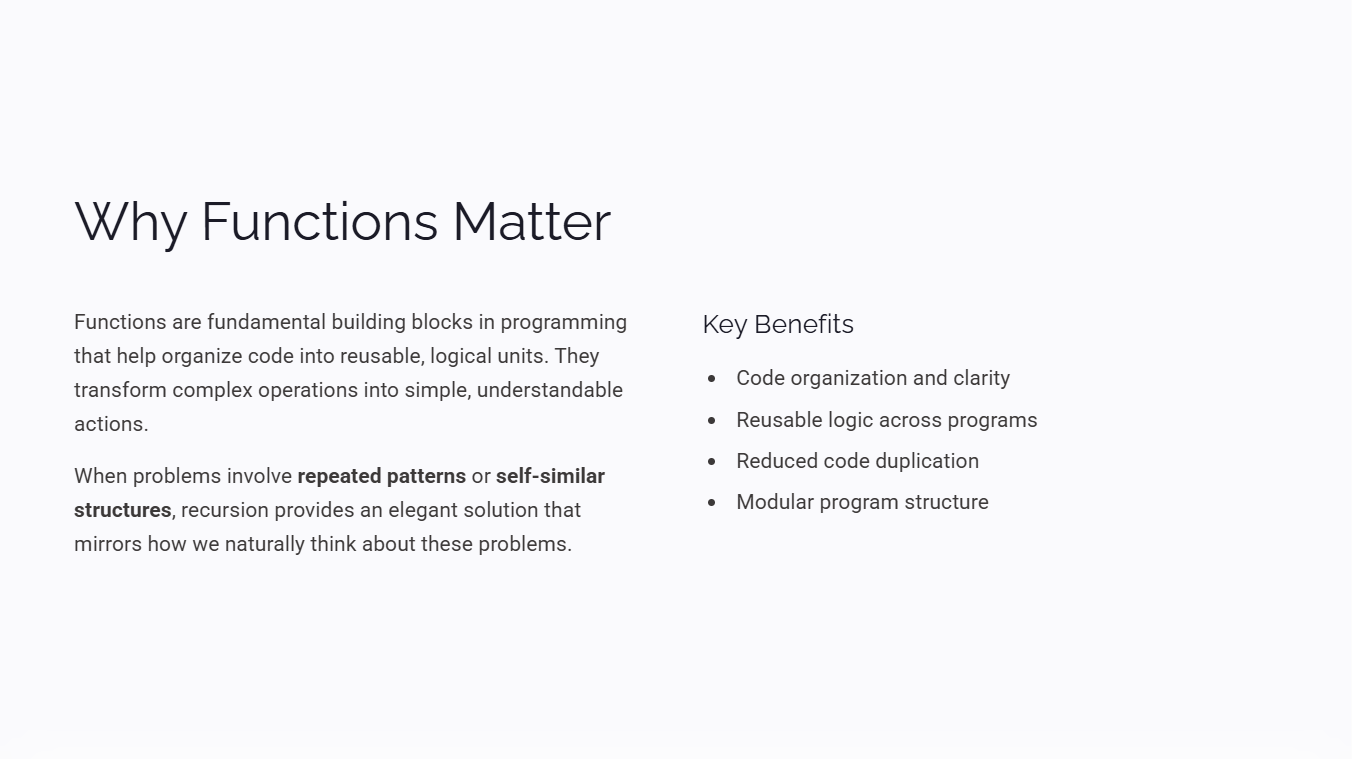 Why Functions Matter
Functions are fundamental building blocks in programming
that help organize code into reusable, logical units. They
transform complex operations into simple, understandable
actions.
When problems involve repeated patterns or self-similar
structures, recursion provides an elegant solution that
mirrors how we naturally think about these problems.
Key Benefits
• Code organization and clarity
• Reusable logic across programs
• Reduced code duplication
• Modular program structure